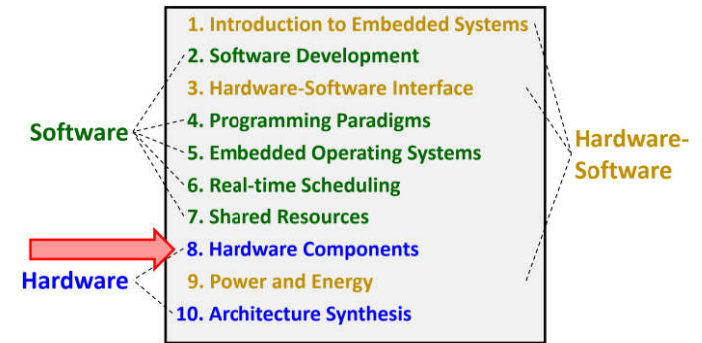 1. Introduction to Embedded Systems
2. Software Development
3. Hardware-Software Interface
4. Programming Paradigms
5. Embedded Operating Systems
6. Real-time Scheduling
7. Shared Resources
8. Hardware Components
9. Power and Energy
10. Architecture Synthesis
Software
Hardware
Hardware-
Software